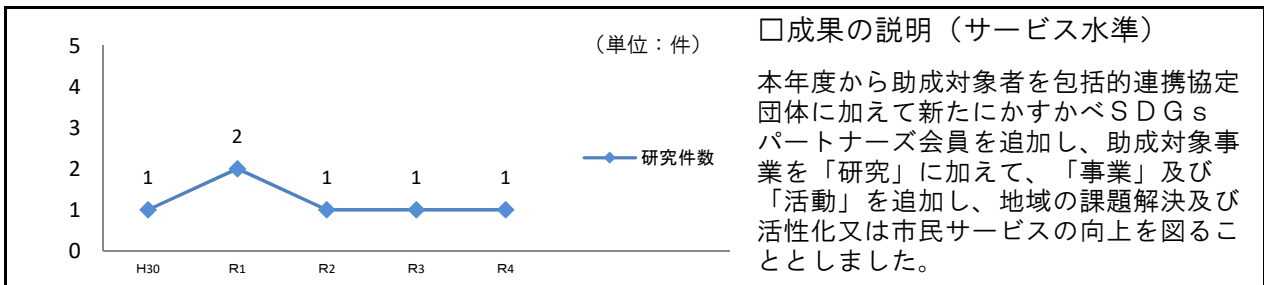 5
4
3
2
1
0
(単位：件)
1
2
1
1
1
研究件数
H30
R1
R2
R3
R4
□成果の説明（サービス水準）
本年度から助成対象者を包括的連携協定
団体に加えて新たにかすかべＳＤＧｓ
パートナーズ会員を追加し、助成対象事
業を「研究」に加えて、「事業」及び
「活動」を追加し、地域の課題解決及び
活性化又は市民サービスの向上を図るこ
ととしました。